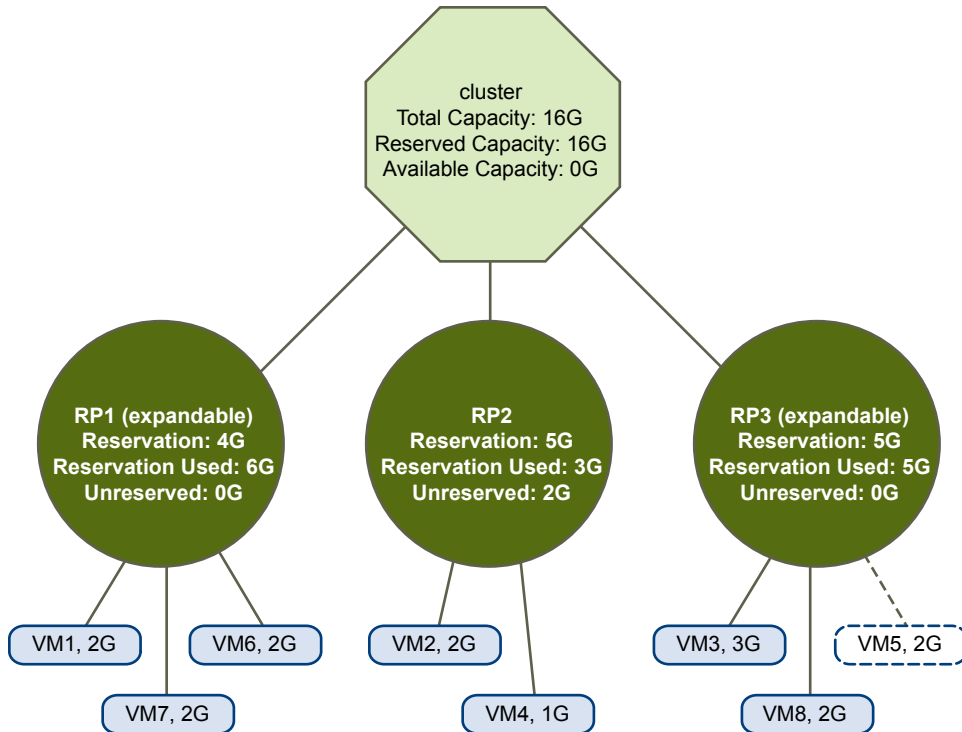 cluster
Total Capacity: 16G
Reserved Capacity: 16G
Available Capacity: 0G
RP1 (expandable)
Reservation: 4G
Reservation Used: 6G
Unreserved: 0G
RP2
Reservation: 5G
Reservation Used: 3G
Unreserved: 2G
RP3 (expandable)
Reservation: 5G
Reservation Used: 5G
Unreserved: 0G
VM1, 2G
VM6, 2G
VM2, 2G
VM3, 3G
VM5, 2G
VM7, 2G
VM4, 1G
VM8, 2G